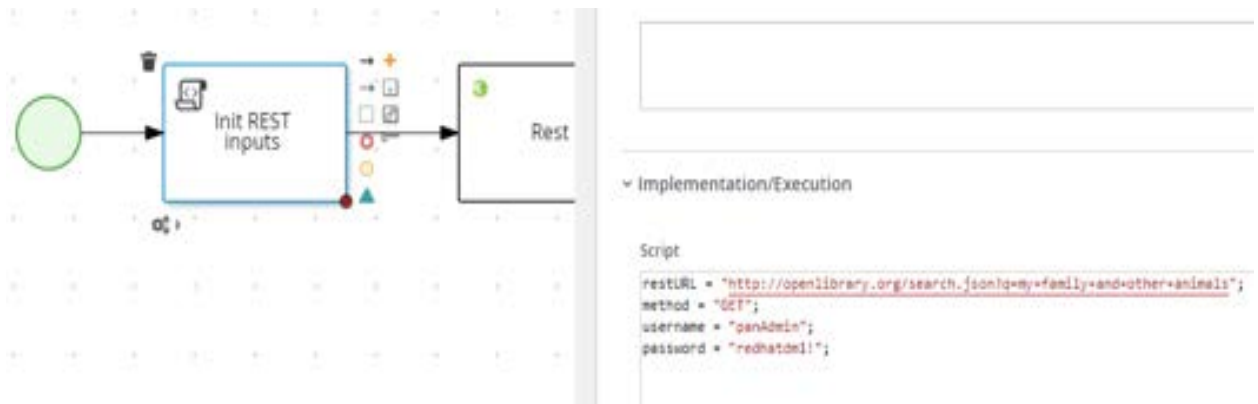 Init REST
inputs
Rest
Implementation/Execution
Script
restURL = "http://openlibrary.org/search.json?q=my+family+and+other+animals";
method = "GET";
username = "panAdmin";
password = "redhatdm1!";